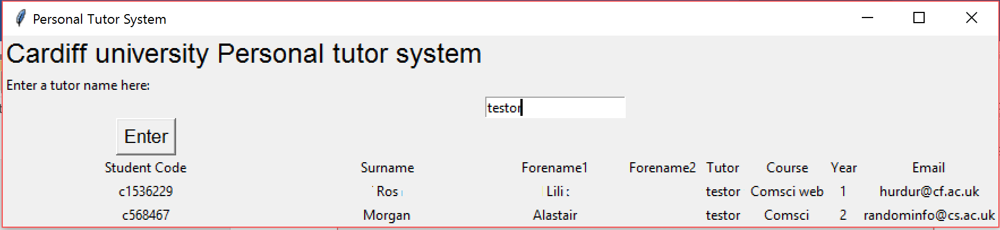 Personal Tutor System
Cardiff university Personal tutor system
Enter a tutor name here:
testor
Enter
Student Code Surname Forename1 Forename2 Tutor Course Year Email
c1536229 Ros Lili testor Comsci web 1 hurdur@cf.ac.uk
c568467 Morgan Alastair testor Comsci 2 randominfo@cs.ac.uk